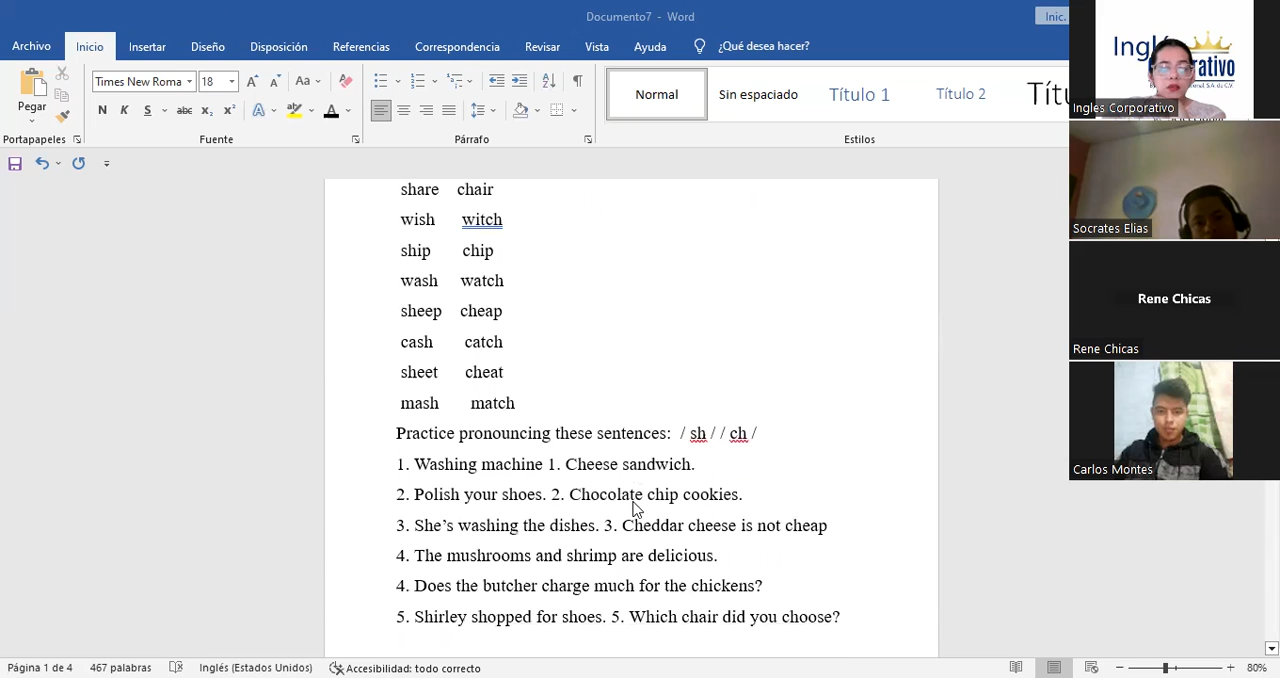 Documento7 - Word
Inic.
Archivo Inicio Insertar Diseño Disposición Referencias Correspondencia Revisar Vista Ayuda ¿Qué desea hacer?
Times New Roma 18
Pegar
Normal Sin espaciado Título 1 Título 2
Portapapeles Fuente Párrafo Estilos
share chair
wish witch
ship chip
wash watch
sheep cheap
cash catch
sheet cheat
mash match
Practice pronouncing these sentences: / sh / / ch /
1. Washing machine 1. Cheese sandwich.
2. Polish your shoes. 2. Chocolate chip cookies.
3. She's washing the dishes. 3. Cheddar cheese is not cheap
4. The mushrooms and shrimp are delicious.
4. Does the butcher charge much for the chickens?
5. Shirley shopped for shoes. 5. Which chair did you choose?
Ingles Corporativo
Socrates Elias
Rene Chicas
Rene Chicas
Carlos Montes
Página 1 de 4 467 palabras Inglés (Estados Unidos) Accesibilidad: todo correcto 80%